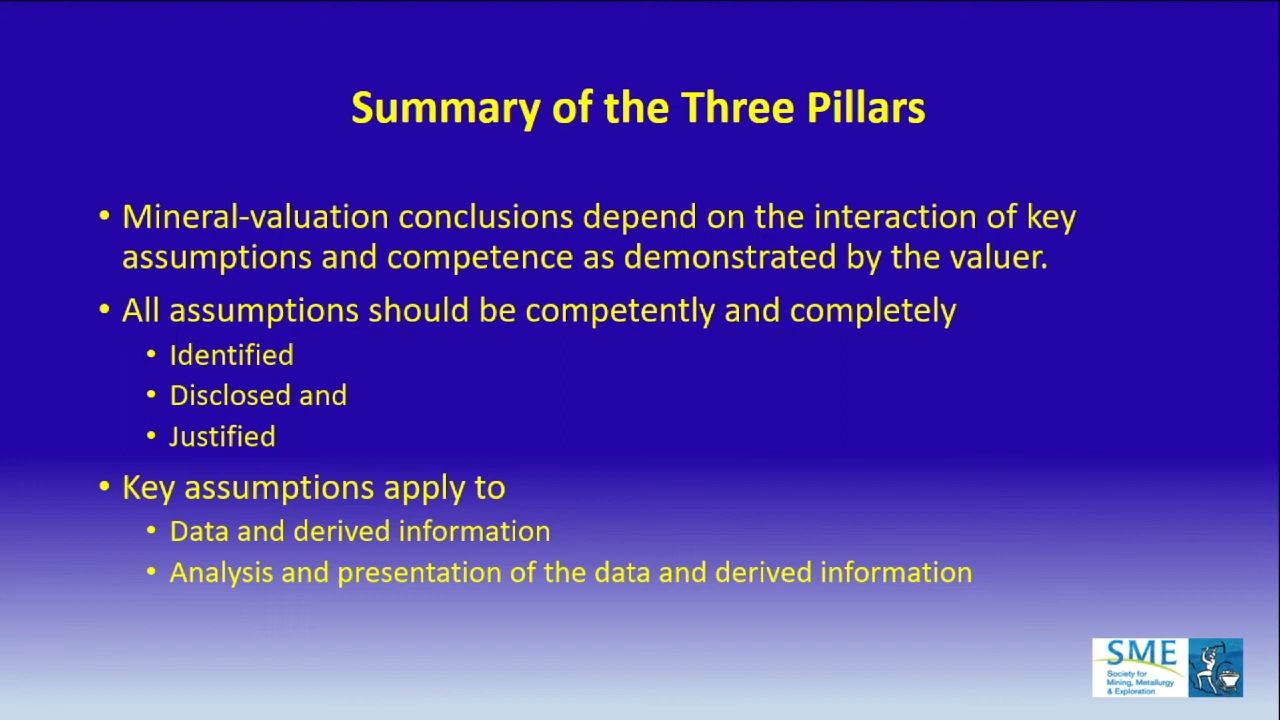 Summary of the Three Pillars
• Mineral-valuation conclusions depend on the interaction of key
assumptions and competence as demonstrated by the valuer.
• All assumptions should be competently and completely
• Identified
• Disclosed and
• Justified
• Key assumptions apply to
• Data and derived information
• Analysis and presentation of the data and derived information
SME
Society for
Mining, Metallurgy
& Exploration